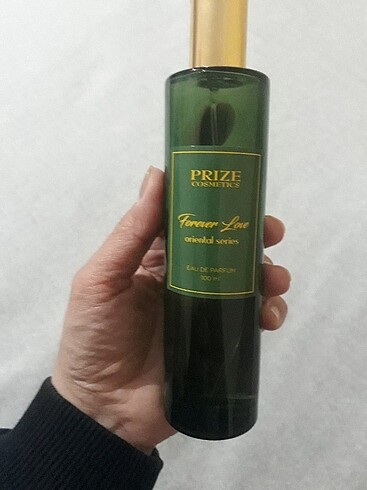 PRIZE
COSMETICS
Forever Love
oriental series
EAU DE PARFUM
100 ml